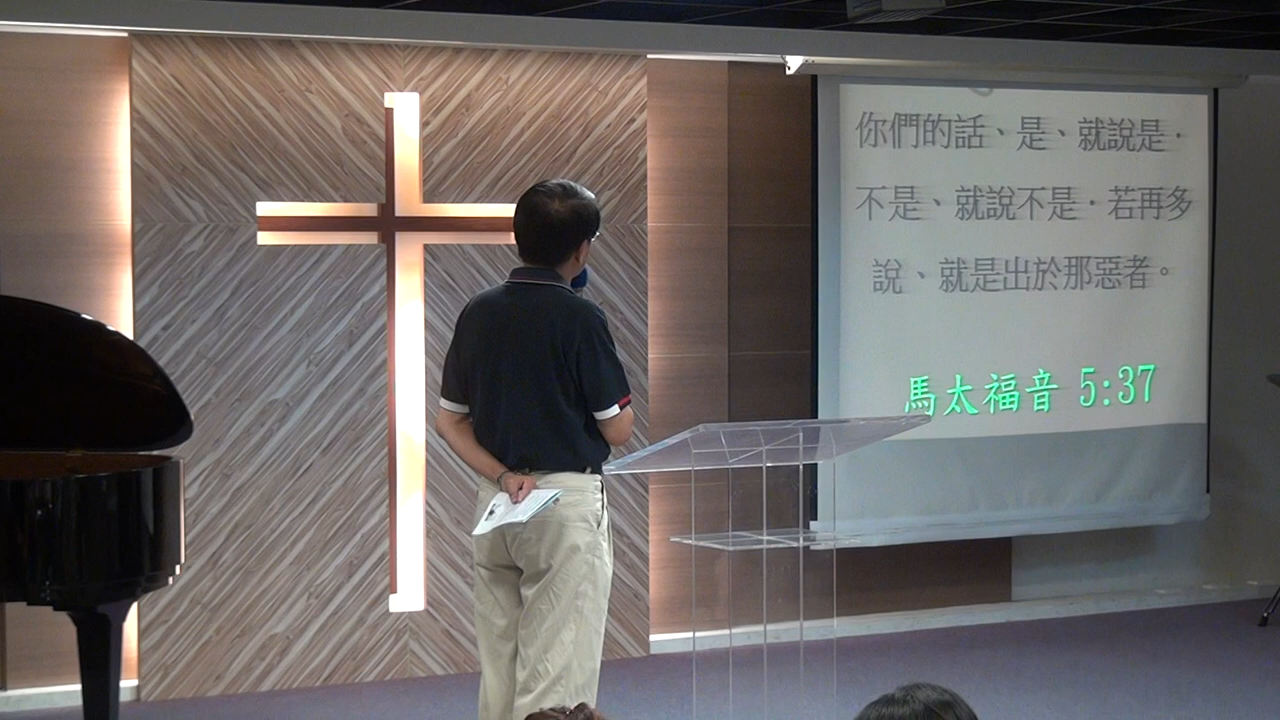 你們的話、是、就說是．
不是、就說不是．若再多
說、就是出於那惡者。
馬太福音 5:37